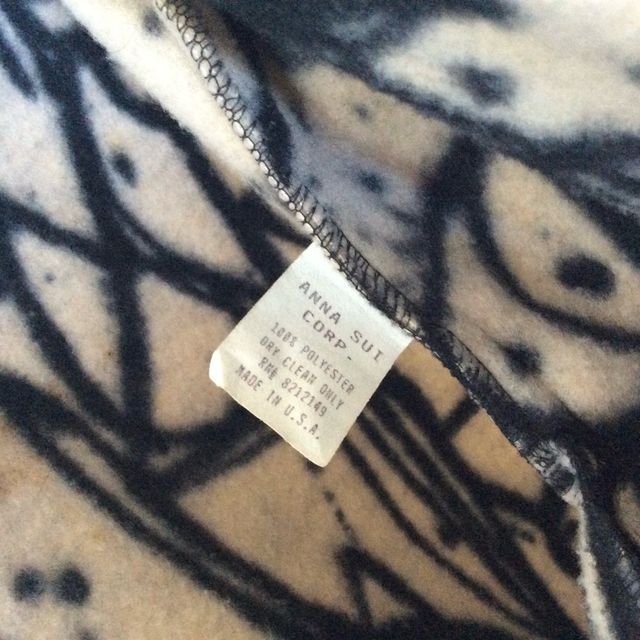 ANNA SUI
CORP.
100% POLYESTER
DRY CLEAN ONLY
RN# 8212149
MADE IN U.S.A.